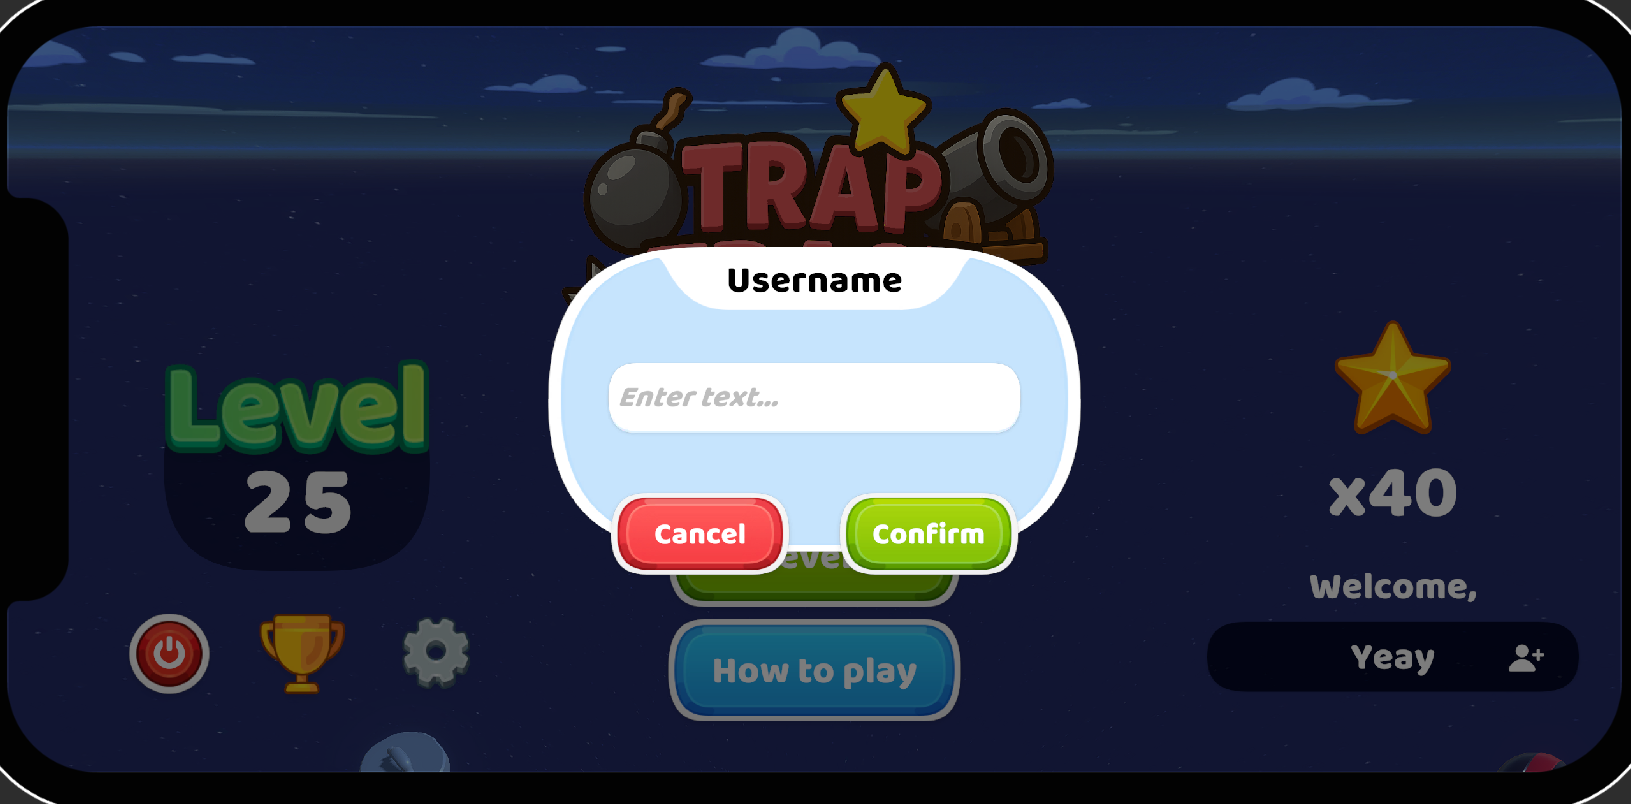 TRAP
Username
Enter text...
Level
25
x40
Cancel
Confirm
Welcome,
Yeay
How to play